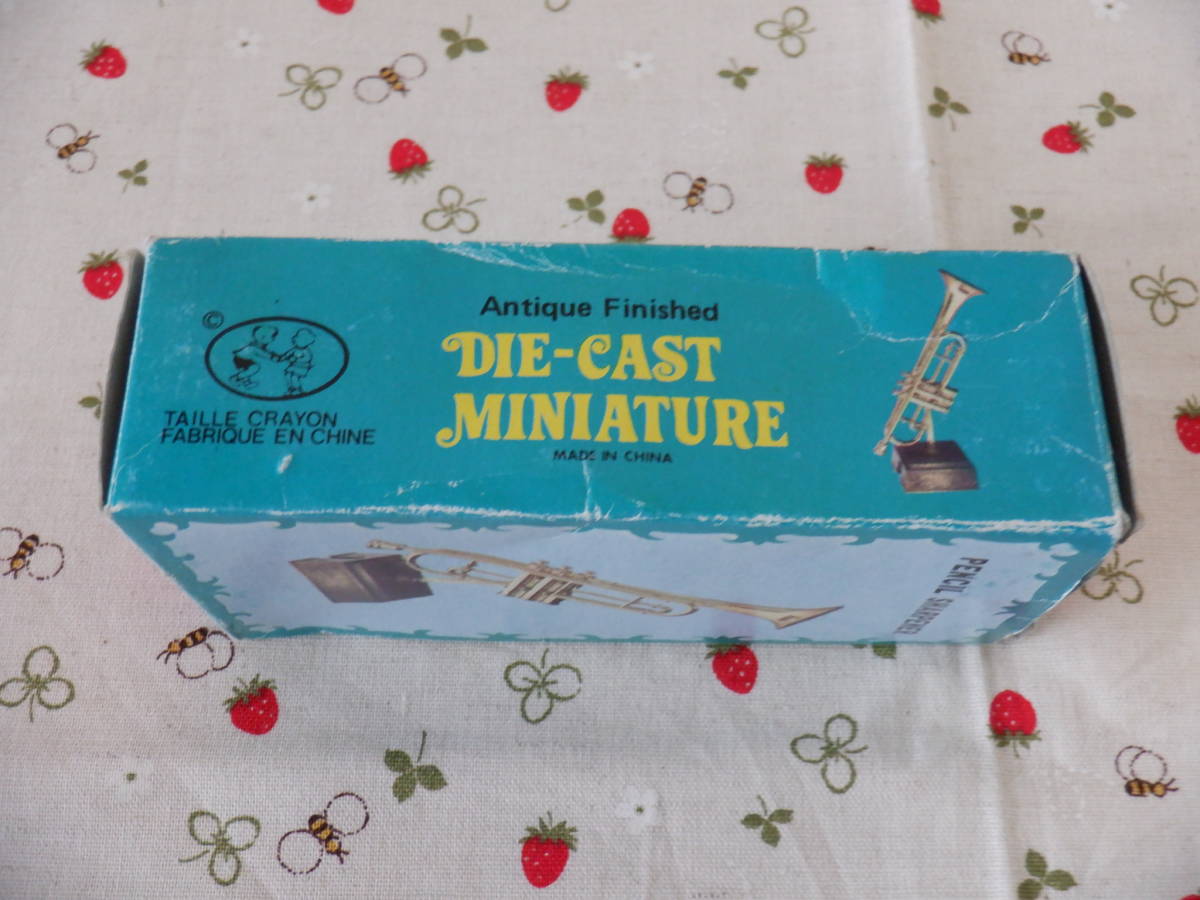 Antique Finished
DIE-CAST
MINIATURE
MADE IN CHINA
©
TAILLE CRAYON
FABRIQUE EN CHINE
PENCIL SHARPENER